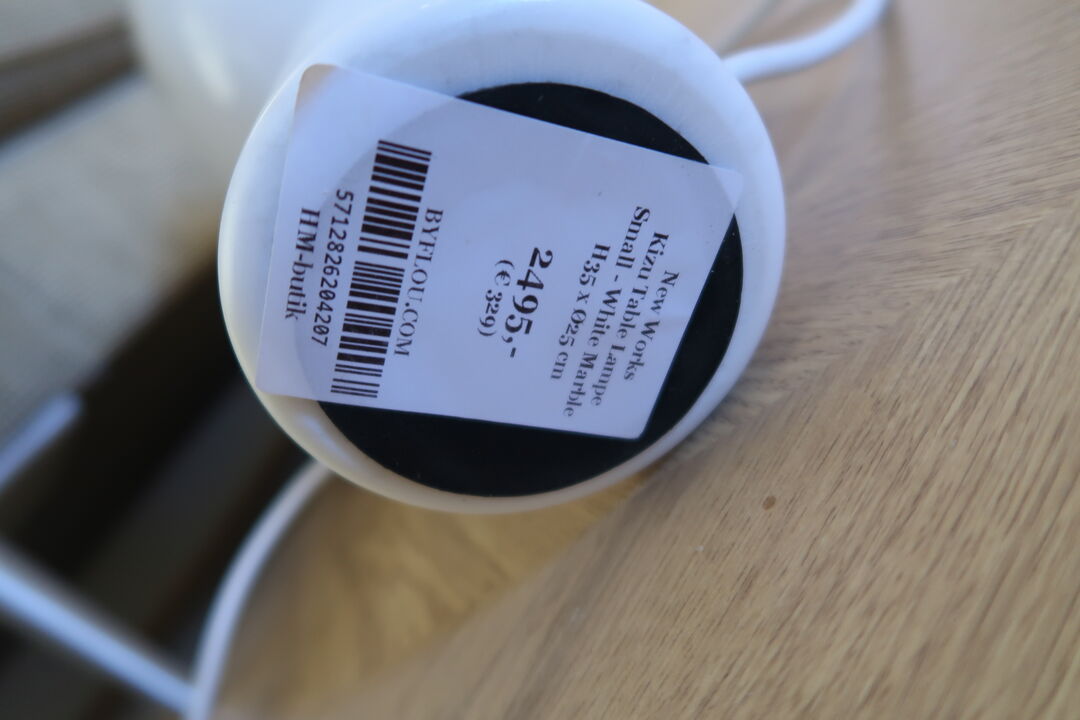 New Works
Kizu Table Lampe
Small - White Marble
H35 x Ø25 cm
2495,-
(€ 329)
BYFLOU.COM
5712826204207
HM-butik